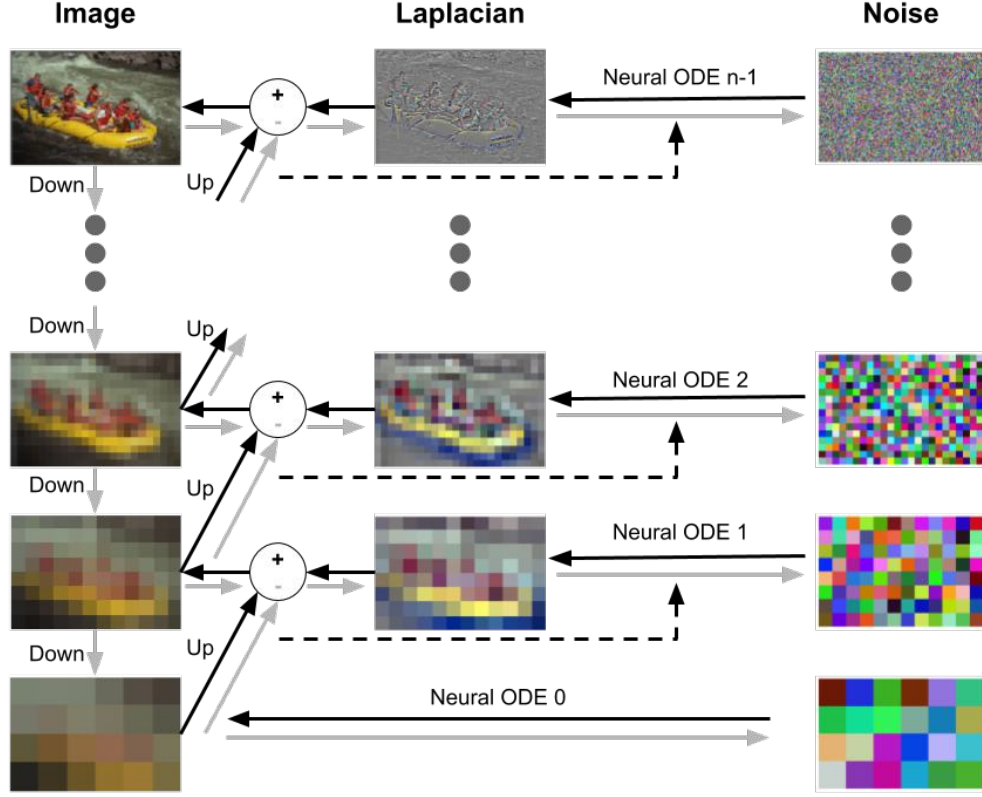 Image
Laplacian
Noise
Neural ODE n-1
+
-
Down
Up
Down
Up
Neural ODE 2
+
-
Down
Up
Neural ODE 1
+
-
Down
Up
Neural ODE 0